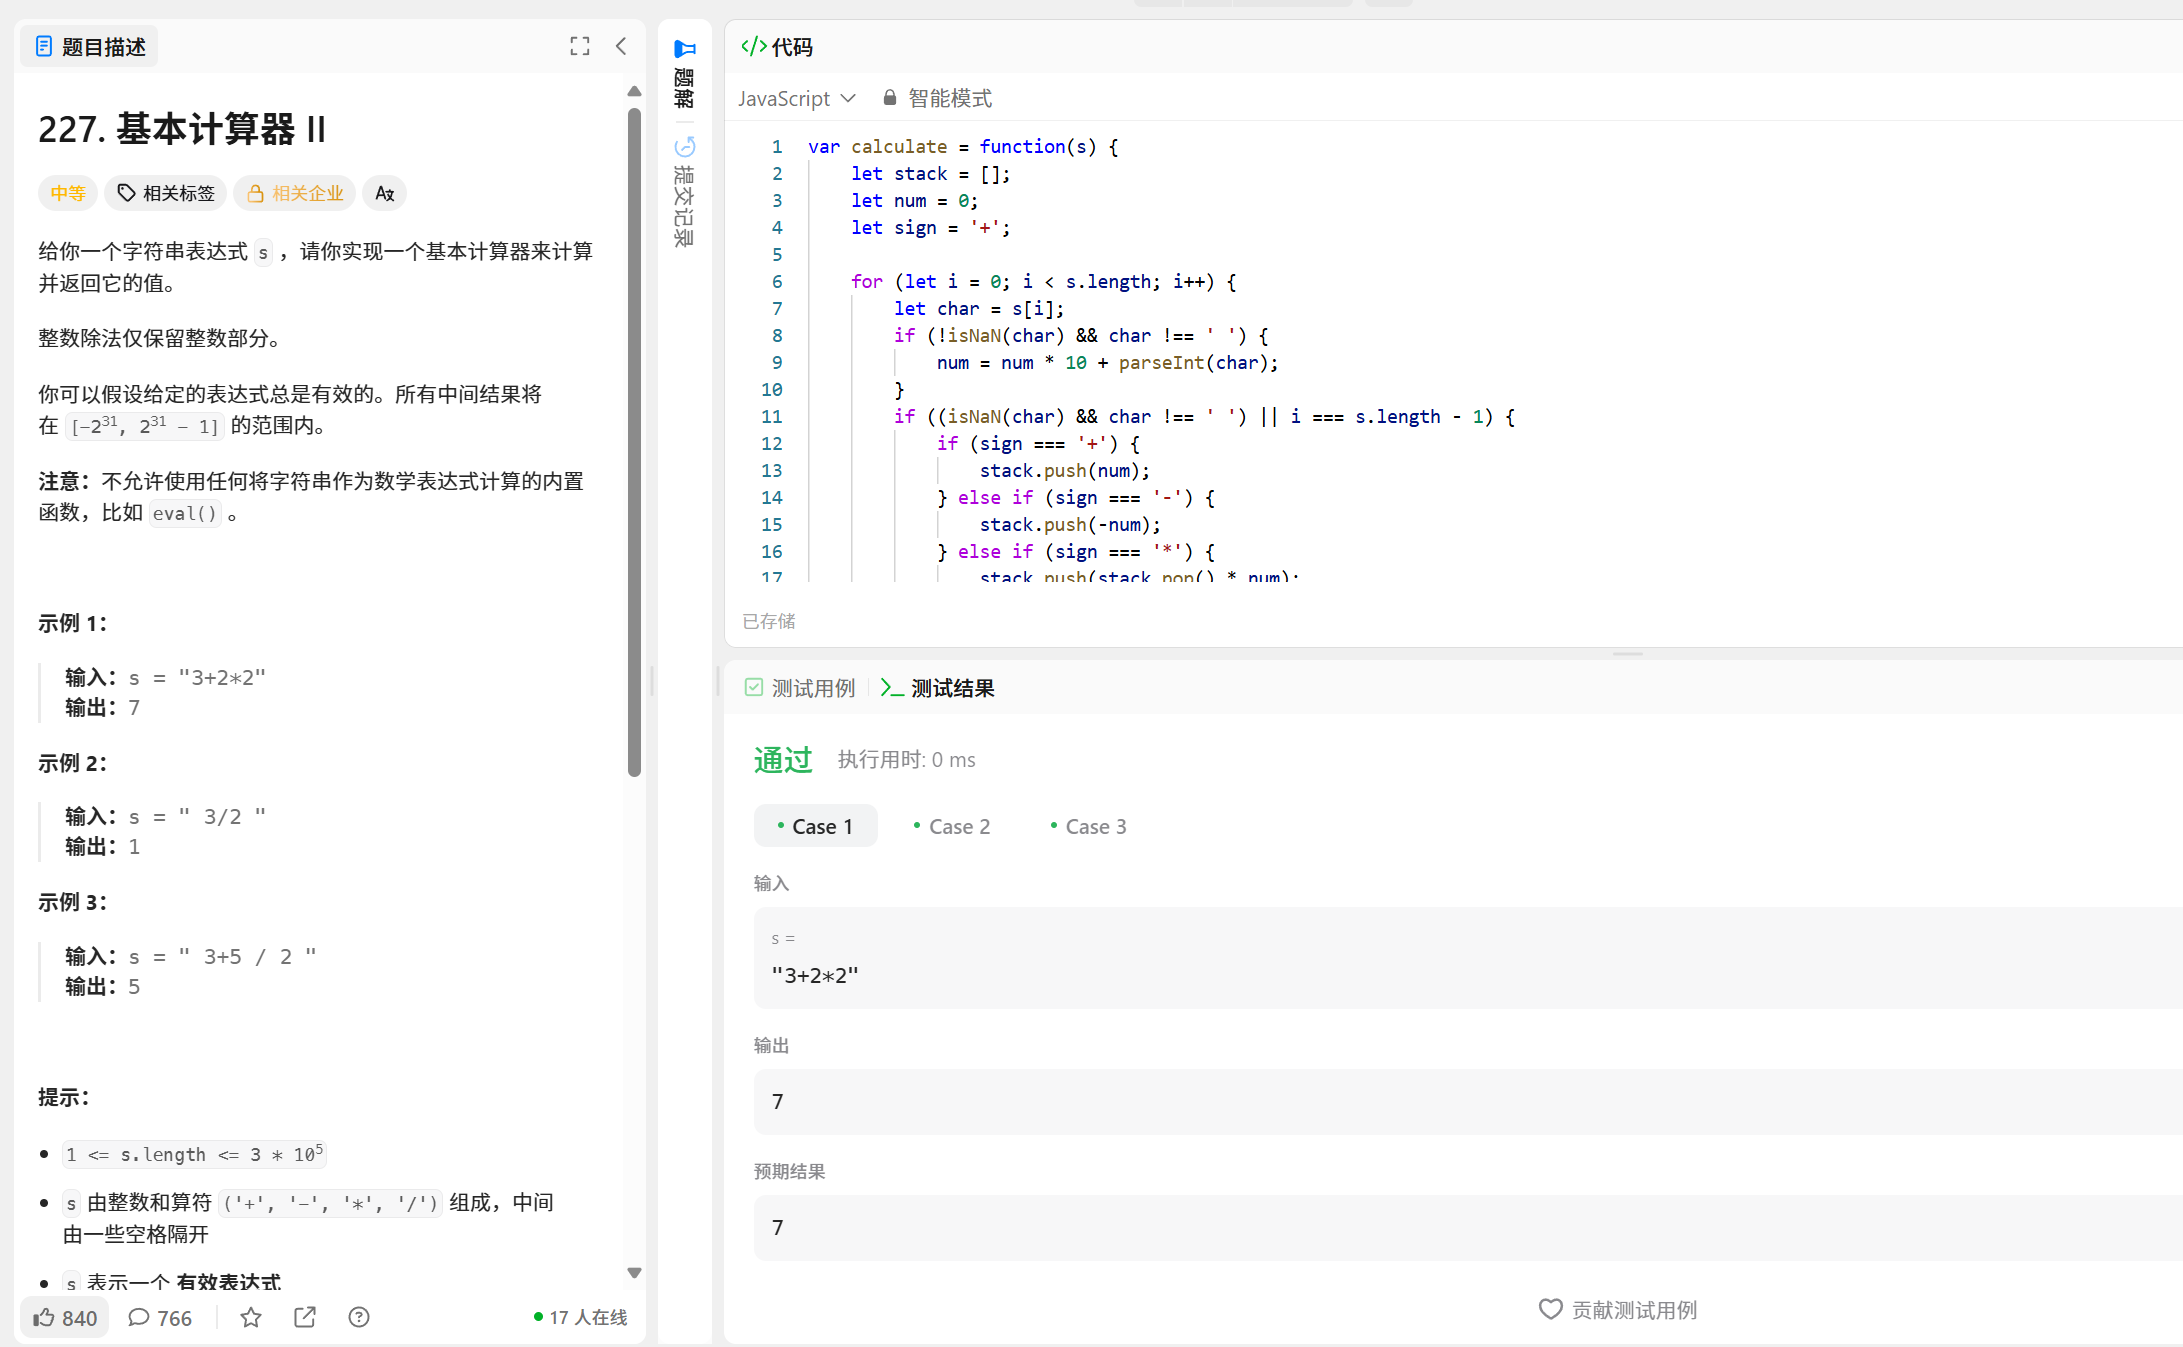 题目描述
227. 基本计算器 II
中等 相关标签 相关企业
给你一个字符串表达式 s ，请你实现一个基本计算器来计算
并返回它的值。
整数除法仅保留整数部分。
你可以假设给定的表达式总是有效的。所有中间结果将
在 [-2³¹, 2³¹ - 1] 的范围内。
注意：不允许使用任何将字符串作为数学表达式计算的内置
函数，比如 eval() 。
示例 1：
输入：s = "3+2*2"
输出：7
示例 2：
输入：s = " 3/2 "
输出：1
示例 3：
输入：s = " 3+5 / 2 "
输出：5
提示：
1 <= s.length <= 3 * 10⁵
s 由整数和算符 ('+', '-', '*', '/') 组成，中间
由一些空格隔开
s 表示一个 有效表达式
840 766 17 人在线
题解
提交记录
</> 代码
JavaScript 智能模式
1 var calculate = function(s) {
2 let stack = [];
3 let num = 0;
4 let sign = '+';
5
6 for (let i = 0; i < s.length; i++) {
7 let char = s[i];
8 if (!isNaN(char) && char !== ' ') {
9 num = num * 10 + parseInt(char);
10 }
11 if ((isNaN(char) && char !== ' ') || i === s.length - 1) {
12 if (sign === '+') {
13 stack.push(num);
14 } else if (sign === '-') {
15 stack.push(-num);
16 } else if (sign === '*') {
17 stack.push(stack.pop() * num);
已存储
测试用例 测试结果
通过 执行用时: 0 ms
Case 1 Case 2 Case 3
输入
s =
"3+2*2"
输出
7
预期结果
7
贡献测试用例